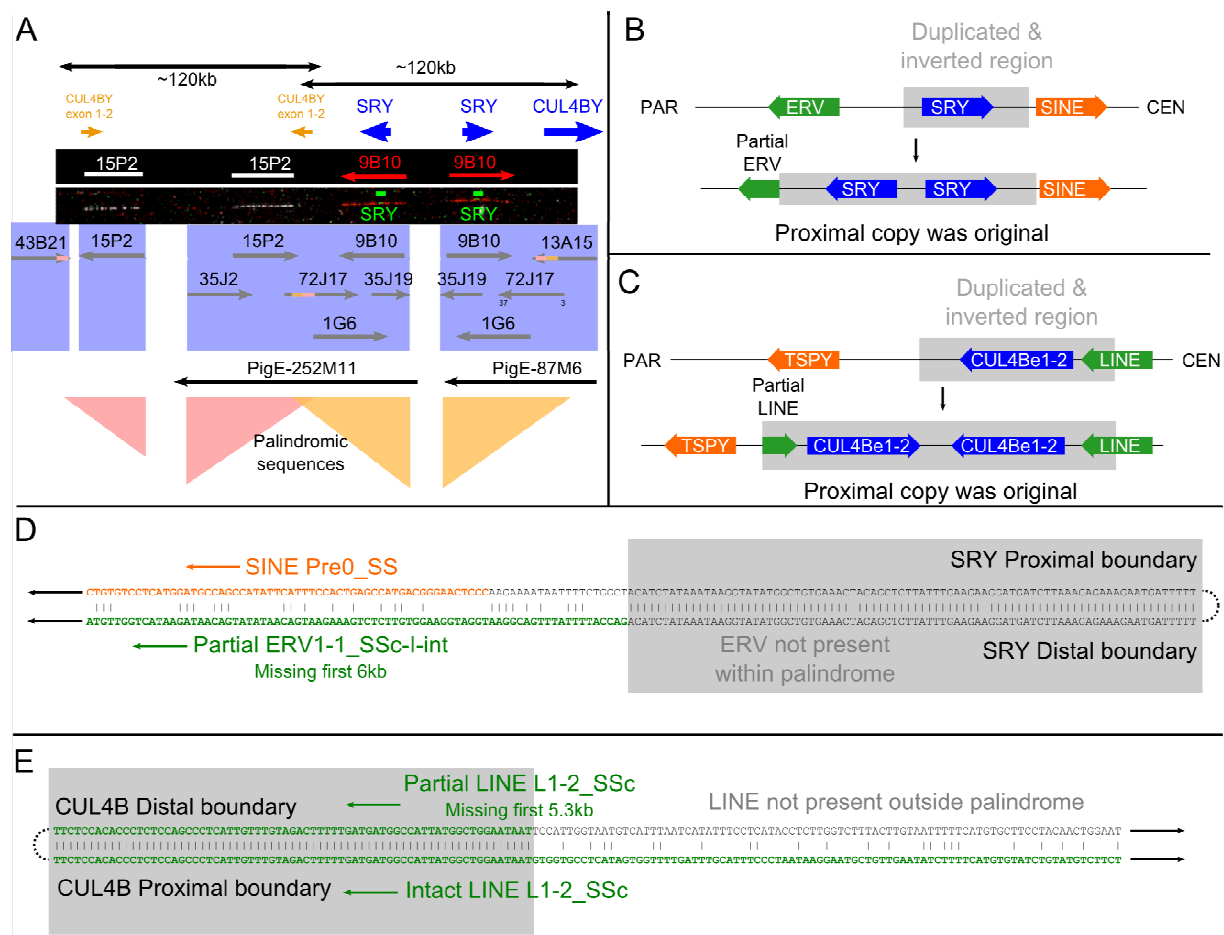 A
~120kb
~120kb
CUL4BY
exon 1-2
CUL4BY
exon 1-2
SRY
SRY
CUL4BY
15P2
15P2
9B10
9B10
SRY
SRY
43B21
15P2
15P2
9B10
9B10
13A15
35J2
72J17
35J19
35J19
72J17
37
3
1G6
1G6
PigE-252M11
PigE-87M6
Palindromic
sequences
B
Duplicated &
inverted region
PAR
ERV
SRY
SINE
CEN
Partial
ERV
SRY
SRY
SINE
Proximal copy was original
C
Duplicated &
inverted region
PAR
TSPY
CUL4Be1-2
LINE
CEN
Partial
LINE
TSPY
CUL4Be1-2
CUL4Be1-2
LINE
Proximal copy was original
D
SINE Pre0_SS
SRY Proximal boundary
CTGTGTCCTCATGGATGCCAGCCATATTCATTTCCACTGAGCCATGACGGGAACTCCCAAGAAAATAATTTTCTGGCTACATCTATAAATAAGGTATATGGCTGTGAAACTACAGCTCTTATTTGAAGAAGGATGATCTTAAACAGAAAGAATGATTTTT
ATGTTGGTCATAAGATAACAGTATATAACAGTAAGAAAGTCTCTTGTGGAAGGTAGGTAAGGCAGTTTATTTTACCAGACATCTATAAATAAGGTATATGGCTGTGAAACTACAGCTCTTATTTGAAGAAGGATGATCTTAAACAGAAAGAATGATTTTT
Partial ERV1-1_SSc-I-int
Missing first 6kb
ERV not present
within palindrome
SRY Distal boundary
E
Partial LINE L1-2_SSc
Missing first 5.3kb
CUL4B Distal boundary
LINE not present outside palindrome
TTCTCCACACCCTCTCCAGCCCTCATTGTTTGTAGACTTTTTGATGATGGCCATTATGGCTGGAATAATTCCATTGGTAATGTCATTTAATCATATTTCCTCATACCTCTTGGTCTTTACTTGTAATTTTTCATGTGCTTCCTACAACTGGAAT
TTCTCCACACCCTCTCCAGCCCTCATTGTTTGTAGACTTTTTGATGATGGCCATTATGGCTGGAATAATGTGGTGCCTCATAGTGGTTTTGATTTGCATTTCCCTAATAAGGAATGCTGTTGAATATCTTTTCATGTGTATCTGTATGTCTTCT
CUL4B Proximal boundary
Intact LINE L1-2_SSc